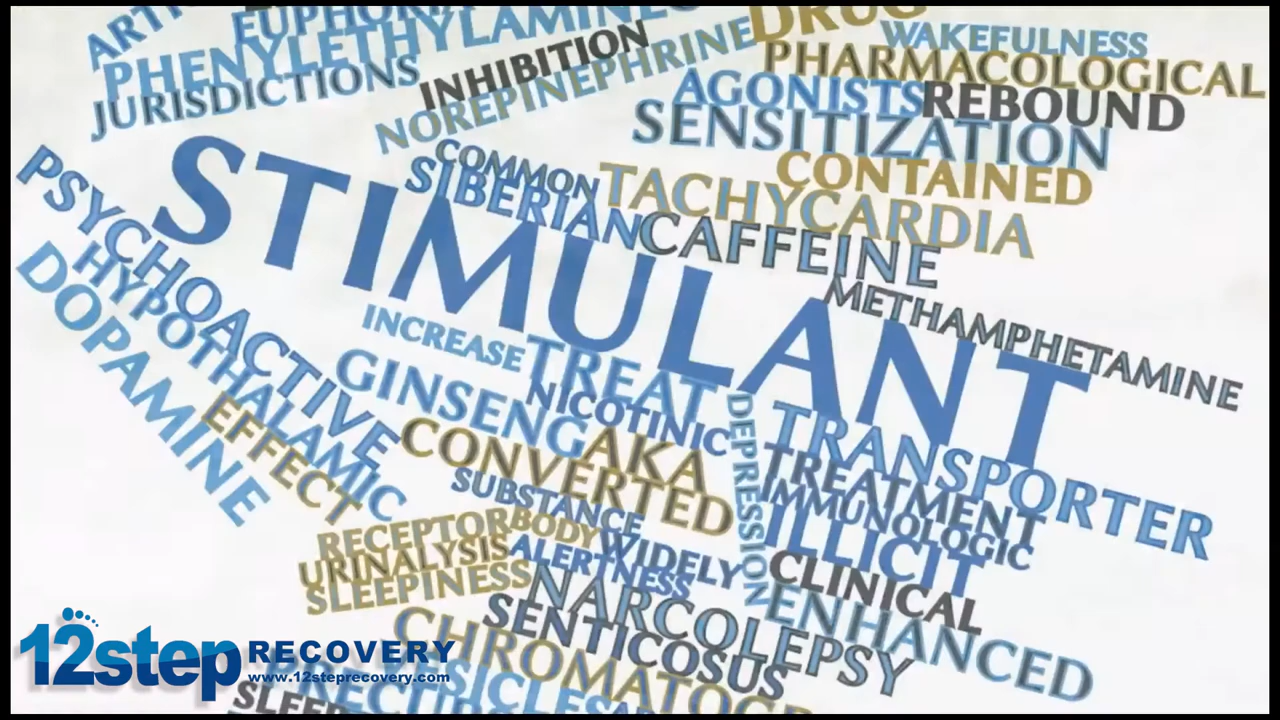 DRUG
WAKEFULNESS
PHENYLETHYLAMINES
PHARMACOLOGICAL
JURISDICTIONS
INHIBITION
NOREPINEPHRINE
AGONISTS
REBOUND
SENSITIZATION
STIMULANT
COMMON
SIBERIAN
TACHYCARDIA
CONTAINED
CAFFEINE
METHAMPHETAMINE
PSYCHOACTIVE
HYPOTHALAMIC
DOPAMINE
EFFECT
INCREASE
TREAT
GINSENG
NICOTINIC
AKA
CONVERTED
DEPRESSION
TRANSPORTER
TREATMENT
IMMUNOLOGIC
ILLICIT
SUBSTANCE
RECEPTOR
BODY
URINALYSIS
ALERTNESS
WIDELY
SLEEPINESS
CLINICAL
NARCOLEPSY
ENHANCED
SENTICOSUS
12step RECOVERY
www.12steprecovery.com